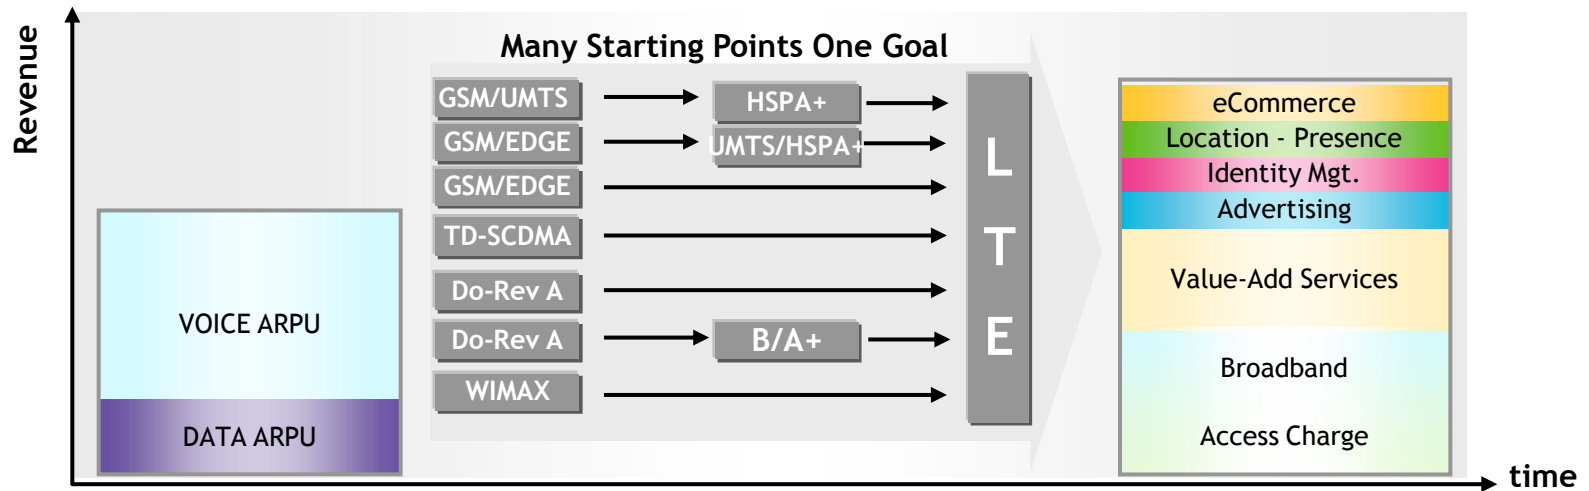 Revenue
Many Starting Points One Goal
GSM/UMTS
HSPA+
GSM/EDGE
UMTS/HSPA+
GSM/EDGE
TD-SCDMA
Do-Rev A
Do-Rev A
B/A+
WIMAX
L
T
E
VOICE ARPU
DATA ARPU
eCommerce
Location - Presence
Identity Mgt.
Advertising
Value-Add Services
Broadband
Access Charge
time